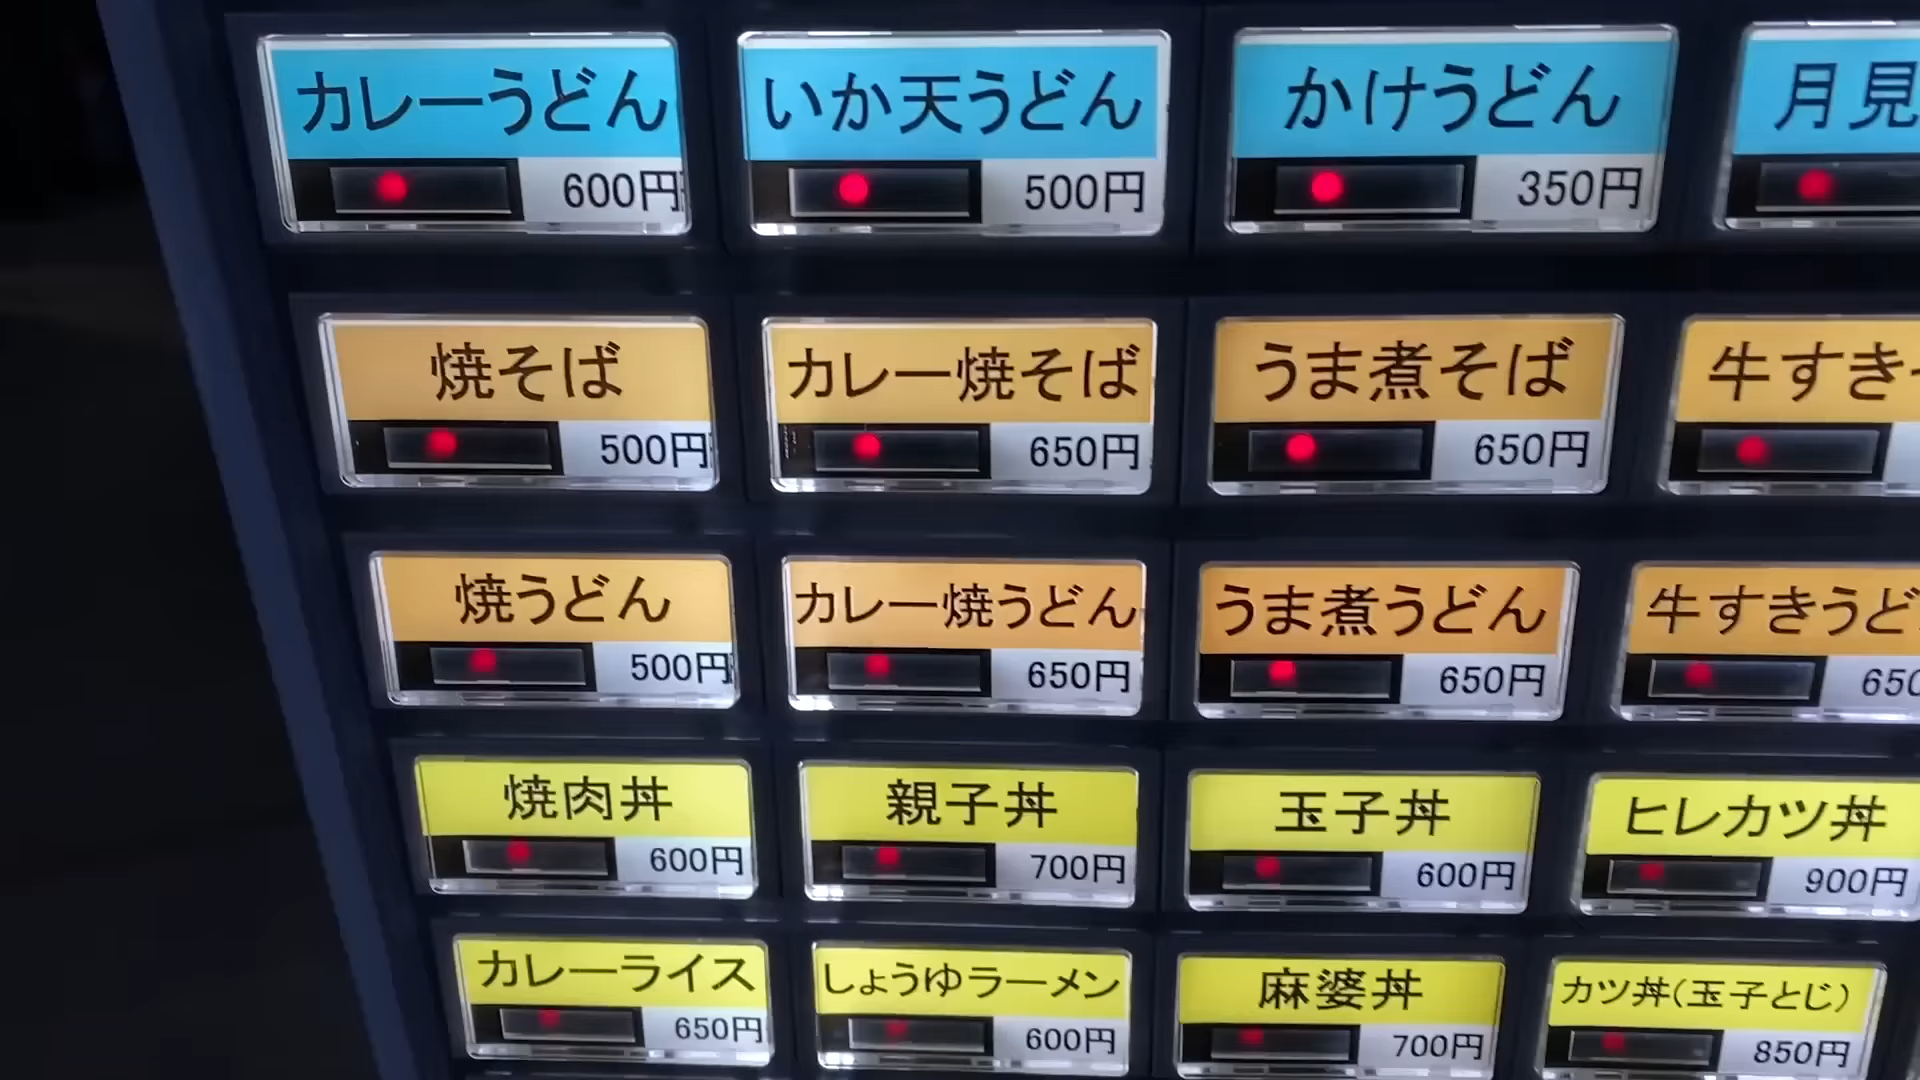 カレーうどん
600円
いか天うどん
500円
かけうどん
350円
月見
焼そば
500円
カレー焼そば
650円
うま煮そば
650円
牛すき
焼うどん
500円
カレー焼うどん
650円
うま煮うどん
650円
牛すきうど
650
焼肉丼
600円
親子丼
700円
玉子丼
600円
ヒレカツ丼
900円
カレーライス
650円
しょうゆラーメン
600円
麻婆丼
700円
カツ丼(玉子とじ)
850円